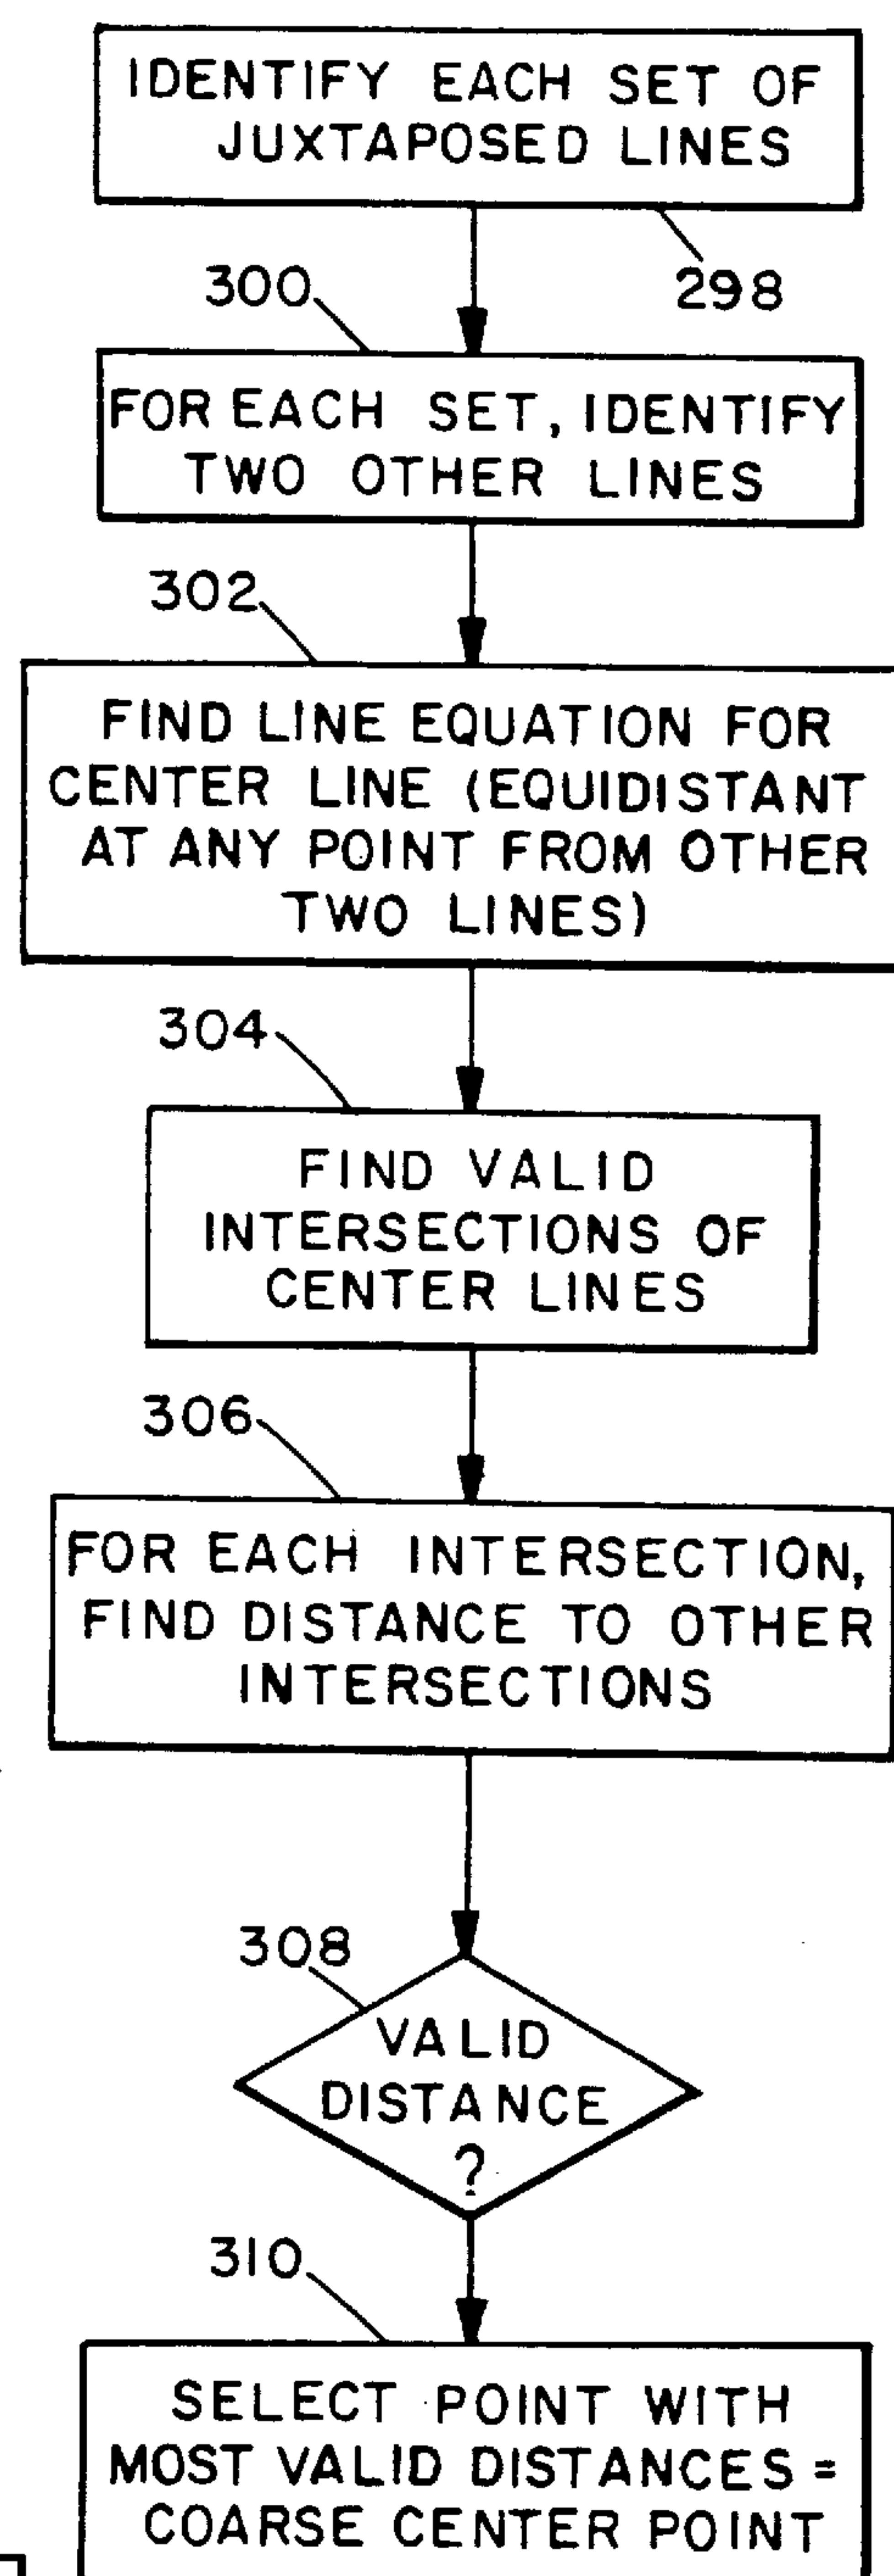 IDENTIFY EACH SET OF
JUXTAPOSED LINES
298
300
FOR EACH SET, IDENTIFY
TWO OTHER LINES
302
FIND LINE EQUATION FOR
CENTER LINE (EQUIDISTANT
AT ANY POINT FROM OTHER
TWO LINES)
304
FIND VALID
INTERSECTIONS OF
CENTER LINES
306
FOR EACH INTERSECTION,
FIND DISTANCE TO OTHER
INTERSECTIONS
308
VALID
DISTANCE
?
310
SELECT POINT WITH
MOST VALID DISTANCES =
COARSE CENTER POINT